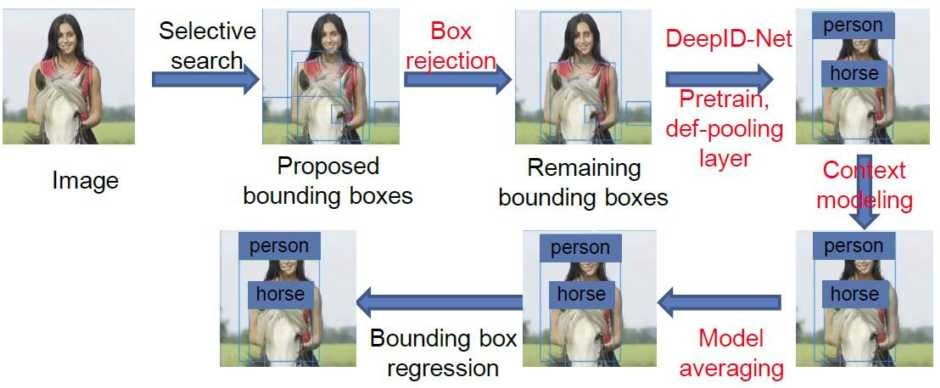 Selective
search
Box
rejection
DeepID-Net
Pretrain,
def-pooling
layer
person
horse
Image
Proposed
bounding boxes
Remaining
bounding boxes
Context
modeling
person
horse
Model
averaging
person
horse
Bounding box
regression
person
horse